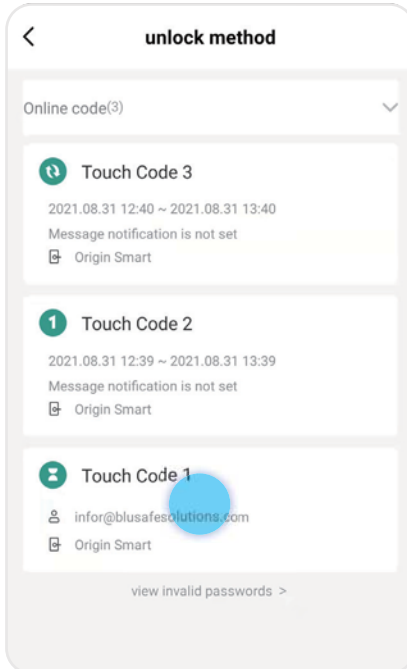 unlock method
Online code(3)
Touch Code 3
2021.08.31 12:40 ~ 2021.08.31 13:40
Message notification is not set
Origin Smart
1 Touch Code 2
2021.08.31 12:39 ~ 2021.08.31 13:39
Message notification is not set
Origin Smart
Touch Code 1
infor@blusafesolutions.com
Origin Smart
view invalid passwords >